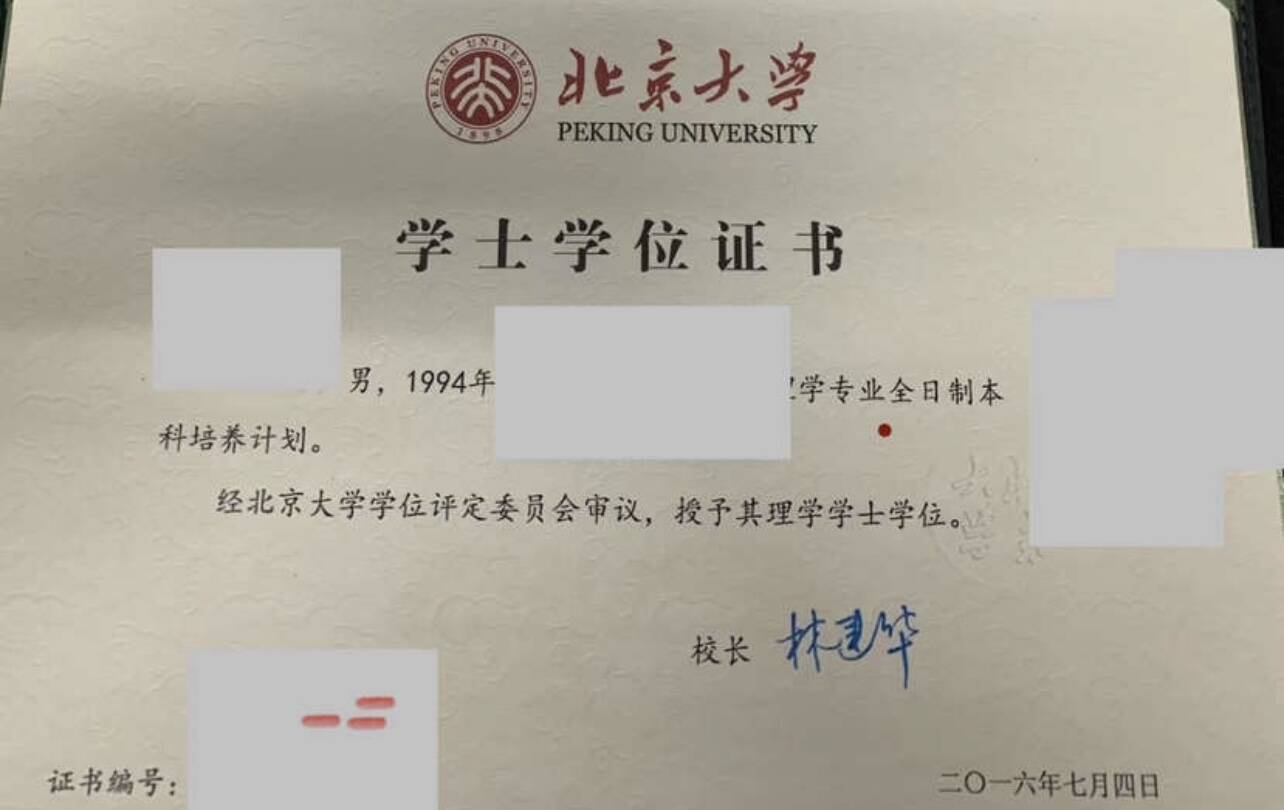 PEKING UNIVERSITY
1898
北京大学
PEKING UNIVERSITY
学士学位证书
男，1994年
学专业全日制本
科培养计划。
经北京大学学位评定委员会审议，授予其理学学士学位。
校长 林建华
证书编号：
二〇一六年七月四日